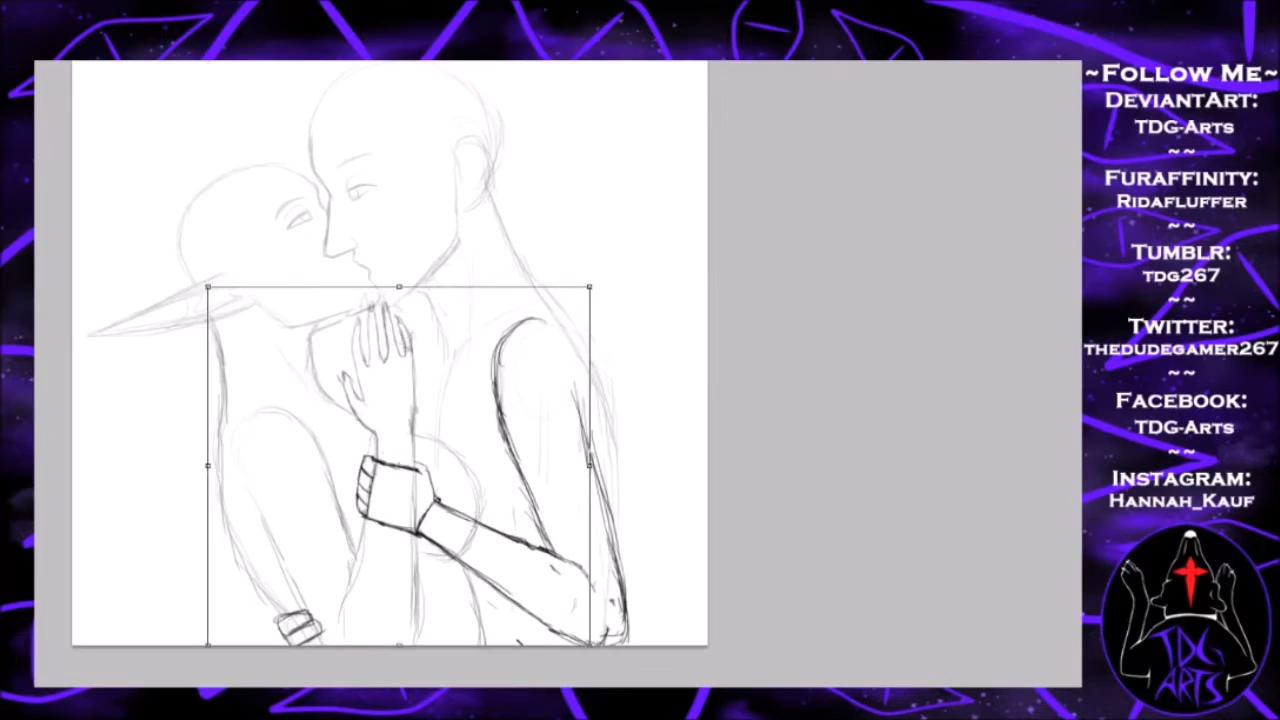 ~Follow Me~
DeviantArt:
TDG-Arts
~~
Furaffinity:
Ridafluffer
~~
Tumblr:
tdg267
~~
Twitter:
thedudegamer267
~~
Facebook:
TDG-Arts
~~
Instagram:
Hannah_Kauf
TDG
ARTS